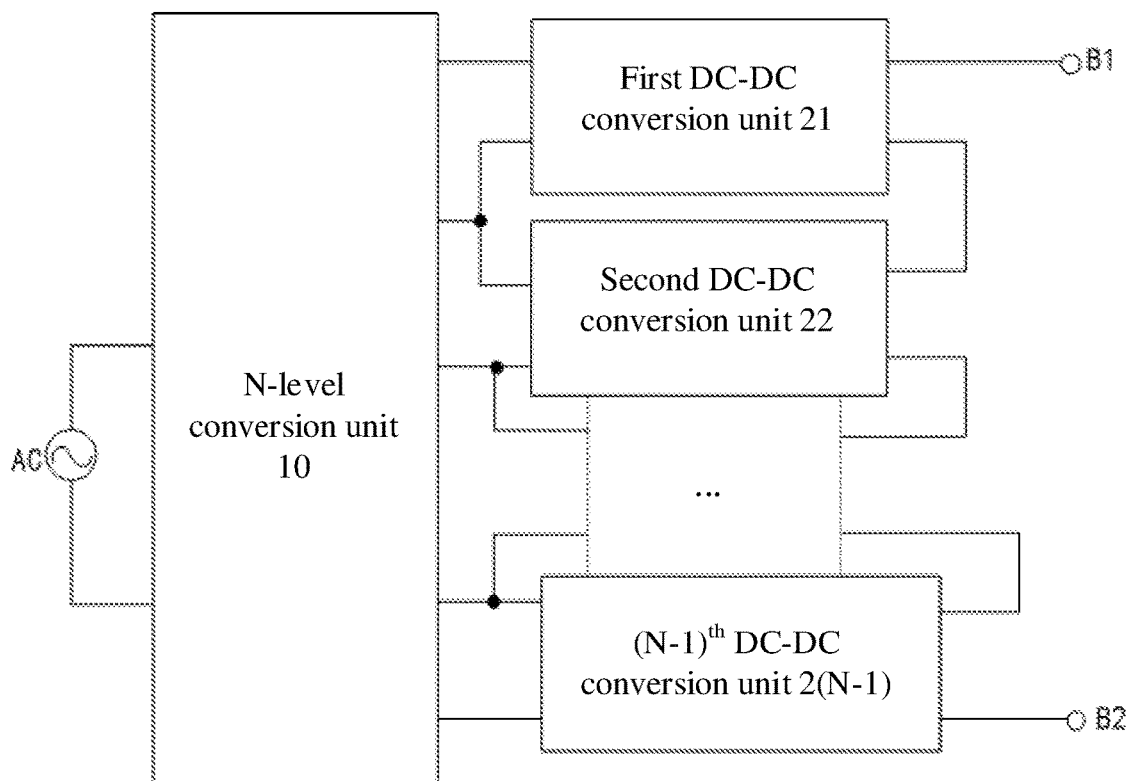 First DC-DC
conversion unit 21
B1
Second DC-DC
conversion unit 22
N-level
conversion unit
10
AC
...
(N-1)th DC-DC
conversion unit 2(N-1)
B2